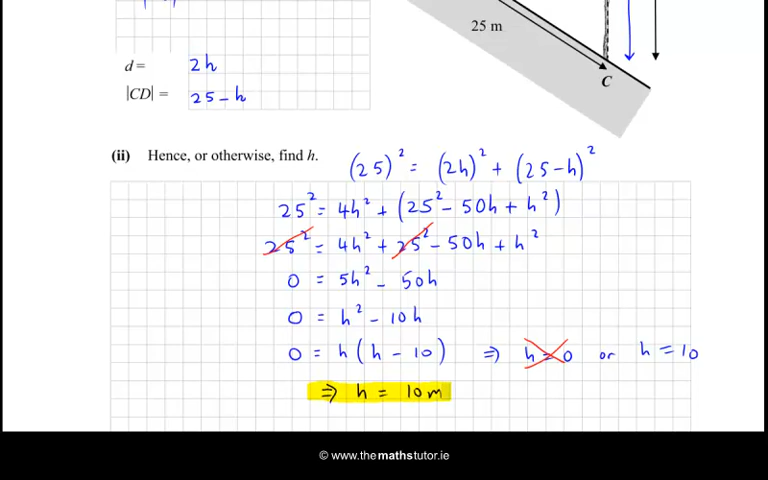 25 m
C
d = 2h
|CD| = 25 - h
(ii) Hence, or otherwise, find h.
(25)² = (2h)² + (25-h)²
25² = 4h² + (25² - 50h + h²)
25² = 4h² + 25² - 50h + h²
0 = 5h² - 50h
0 = h² - 10h
0 = h(h - 10) ⇒ h = 0 or h = 10
⇒ h = 10m
© www.themathstutor.ie